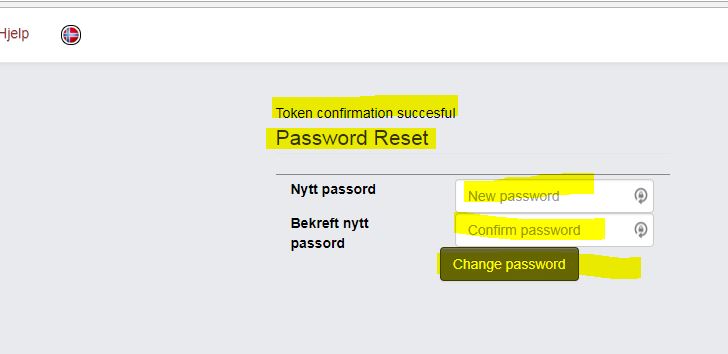 Hjelp
Token confirmation succesful
Password Reset
Nytt passord
New password
Bekreft nytt
passord
Confirm password
Change password